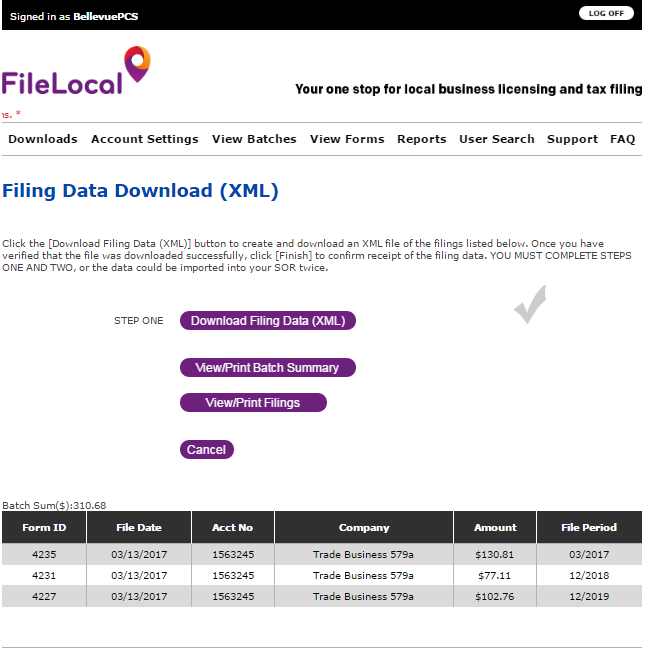 Signed in as BellevuePCS LOG OFF
FileLocal
Your one stop for local business licensing and tax filing
ns. *
Downloads Account Settings View Batches View Forms Reports User Search Support FAQ
Filing Data Download (XML)
Click the [Download Filing Data (XML)] button to create and download an XML file of the filings listed below. Once you have
verified that the file was downloaded successfully, click [Finish] to confirm receipt of the filing data. YOU MUST COMPLETE STEPS
ONE AND TWO, or the data could be imported into your SOR twice.
STEP ONE Download Filing Data (XML)
View/Print Batch Summary
View/Print Filings
Cancel
Batch Sum($):310.68
Form ID File Date Acct No Company Amount File Period
4235 03/13/2017 1563245 Trade Business 579a $130.81 03/2017
4231 03/13/2017 1563245 Trade Business 579a $77.11 12/2018
4227 03/13/2017 1563245 Trade Business 579a $102.76 12/2019